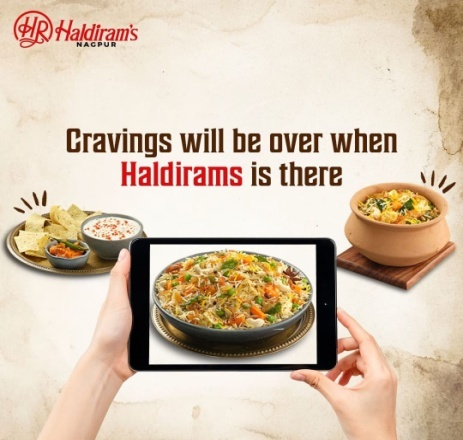 HR Haldiram's
NAGPUR
Cravings will be over when
Haldirams is there